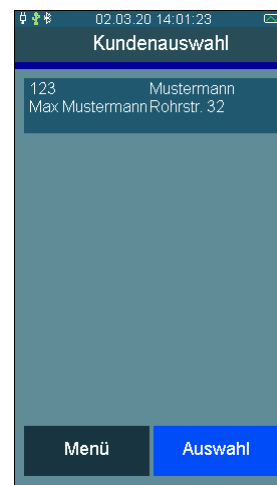 02.03.20 14:01:23
Kundenauswahl
123 Mustermann
Max Mustermann Rohrstr. 32
Menü Auswahl